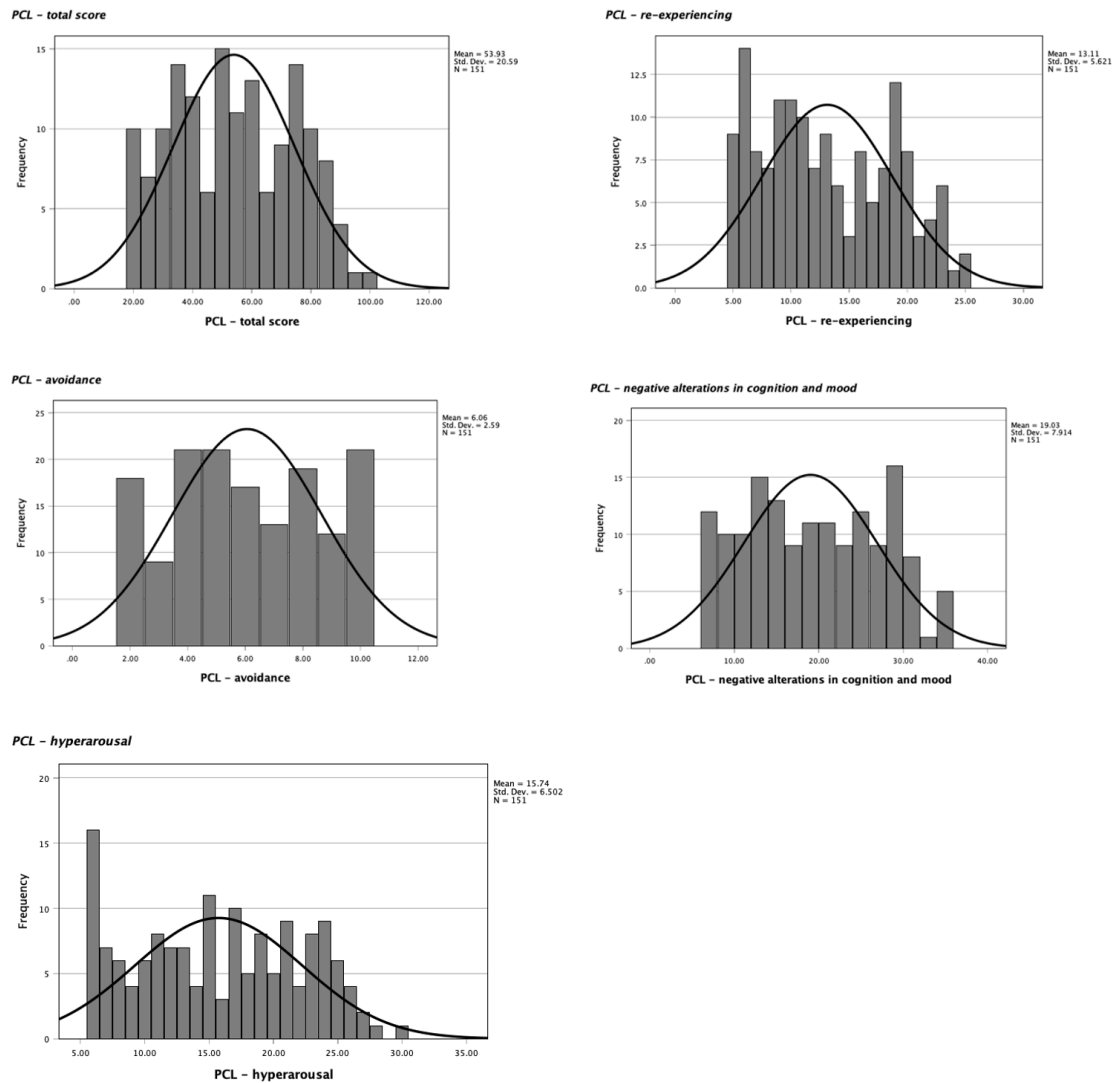 PCL – total score
15
10
5
0
Frequency
.00 20.00 40.00 60.00 80.00 100.00 120.00
PCL – total score
Mean = 53.93
Std. Dev. = 20.59
N = 151
PCL – re-experiencing
12.5
10.0
7.5
5.0
2.5
0.0
Frequency
.00 5.00 10.00 15.00 20.00 25.00 30.00
PCL – re-experiencing
Mean = 13.11
Std. Dev. = 5.621
N = 151
PCL – avoidance
25
20
15
10
5
0
Frequency
.00 2.00 4.00 6.00 8.00 10.00 12.00
PCL – avoidance
Mean = 6.06
Std. Dev. = 2.59
N = 151
PCL – negative alterations in cognition and mood
20
15
10
5
0
Frequency
.00 10.00 20.00 30.00 40.00
PCL – negative alterations in cognition and mood
Mean = 19.03
Std. Dev. = 7.914
N = 151
PCL – hyperarousal
20
15
10
5
0
Frequency
5.00 10.00 15.00 20.00 25.00 30.00 35.00
PCL – hyperarousal
Mean = 15.74
Std. Dev. = 6.502
N = 151